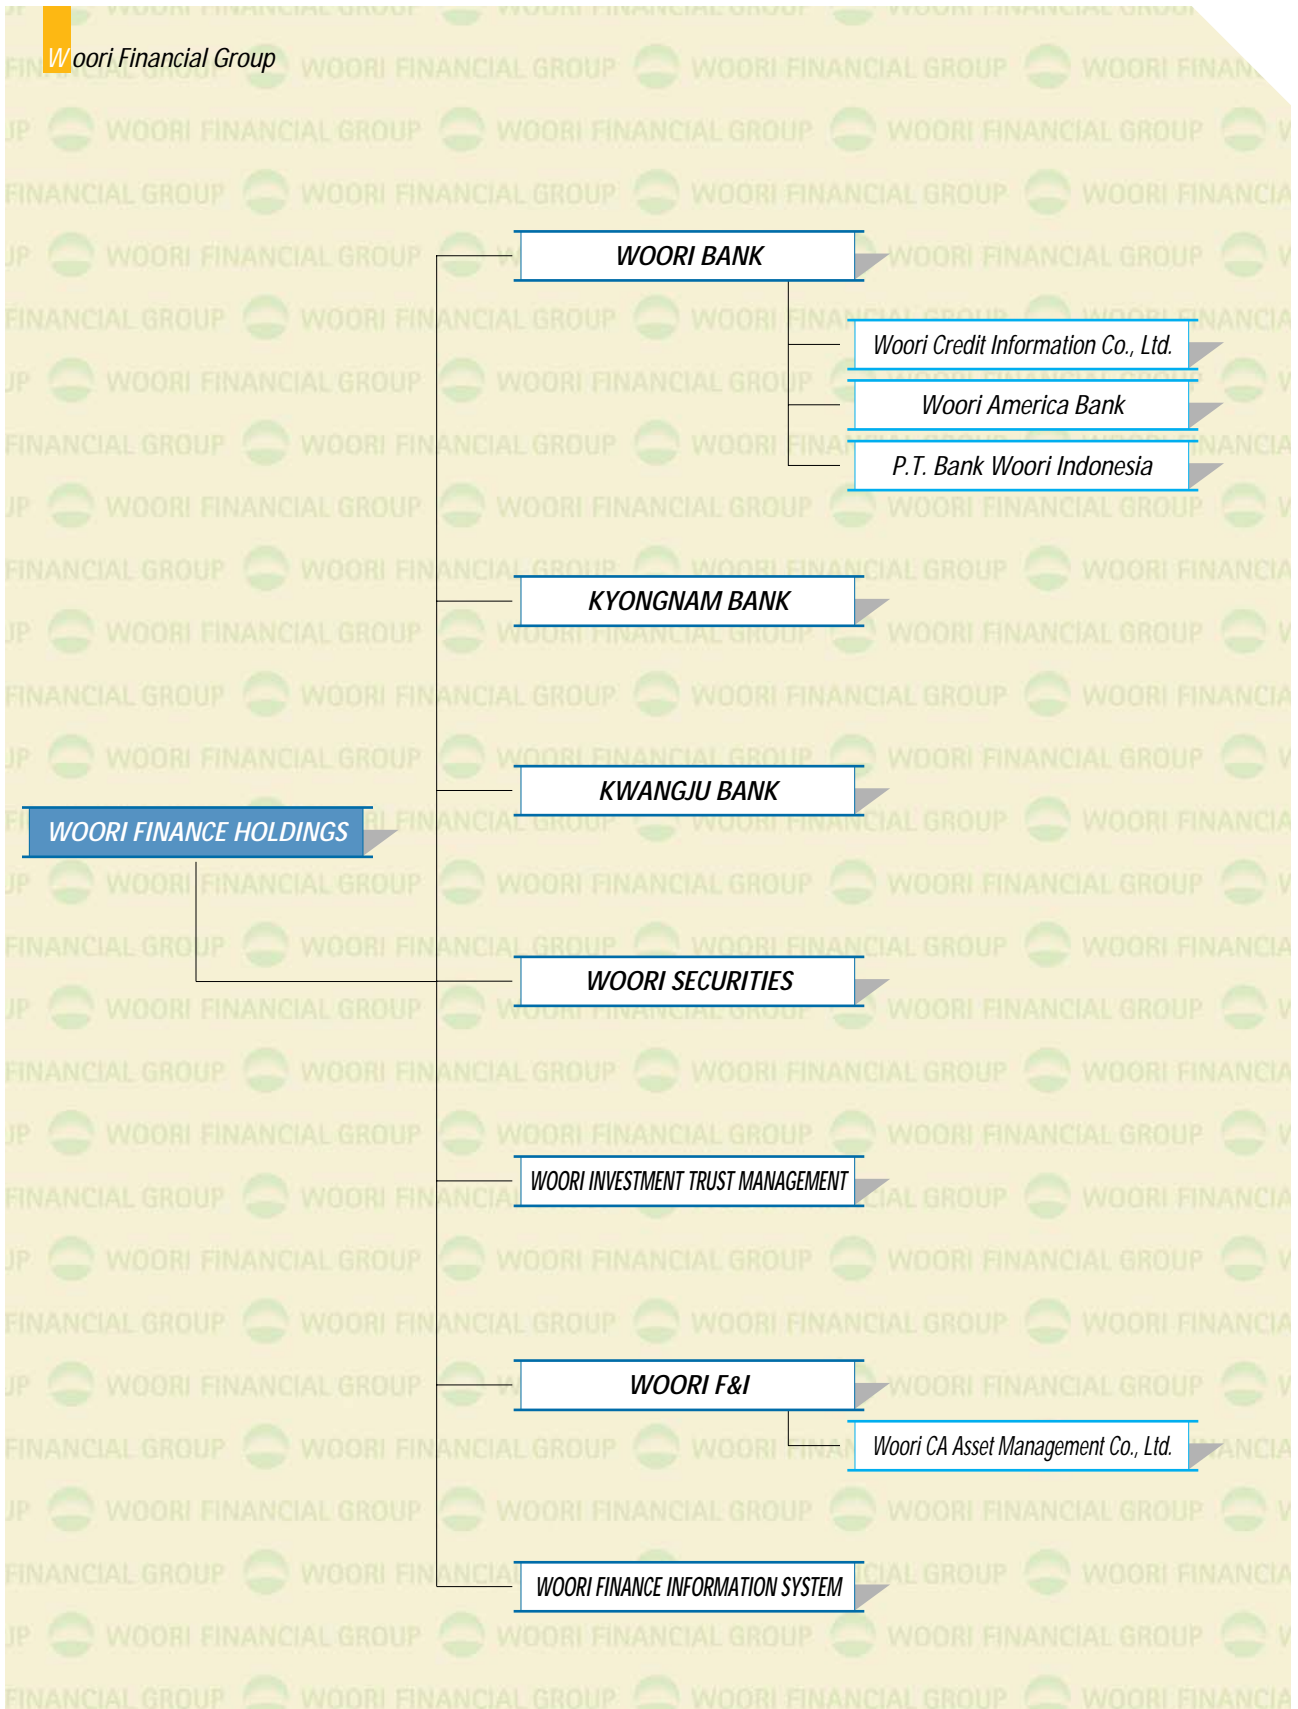 Woori Financial Group
WOORI BANK
Woori Credit Information Co., Ltd.
Woori America Bank
P.T. Bank Woori Indonesia
KYONGNAM BANK
KWANGJU BANK
WOORI FINANCE HOLDINGS
WOORI SECURITIES
WOORI INVESTMENT TRUST MANAGEMENT
WOORI F&I
Woori CA Asset Management Co., Ltd.
WOORI FINANCE INFORMATION SYSTEM